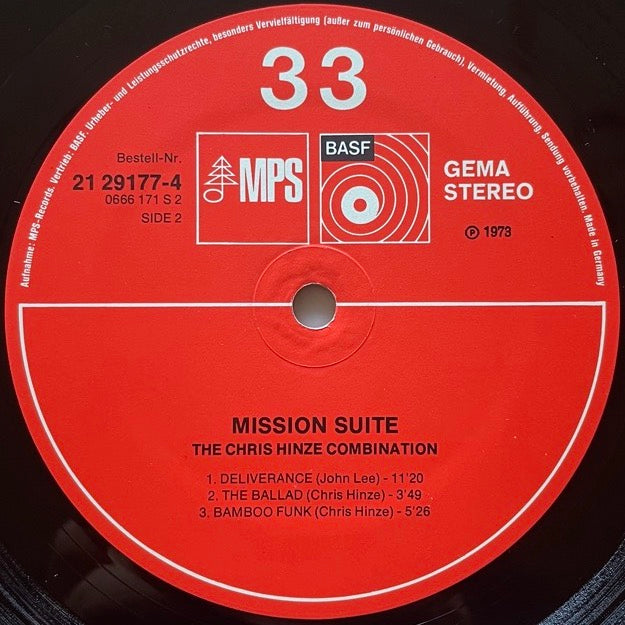 Aufnahme: MPS-Records. Vertrieb: BASF. Urheber- und Leistungsschutzrechte, besonders Vervielfältigung (außer zum persönlichen Gebrauch), Vermietung, Aufführung, Sendung vorbehalten. Made in Germany
33
Bestell-Nr.
21 29177-4
0666 171 S 2
SIDE 2
MPS
BASF
GEMA
STEREO
℗ 1973
MISSION SUITE
THE CHRIS HINZE COMBINATION
1. DELIVERANCE (John Lee) - 11'20
2. THE BALLAD (Chris Hinze) - 3'49
3. BAMBOO FUNK (Chris Hinze) - 5'26